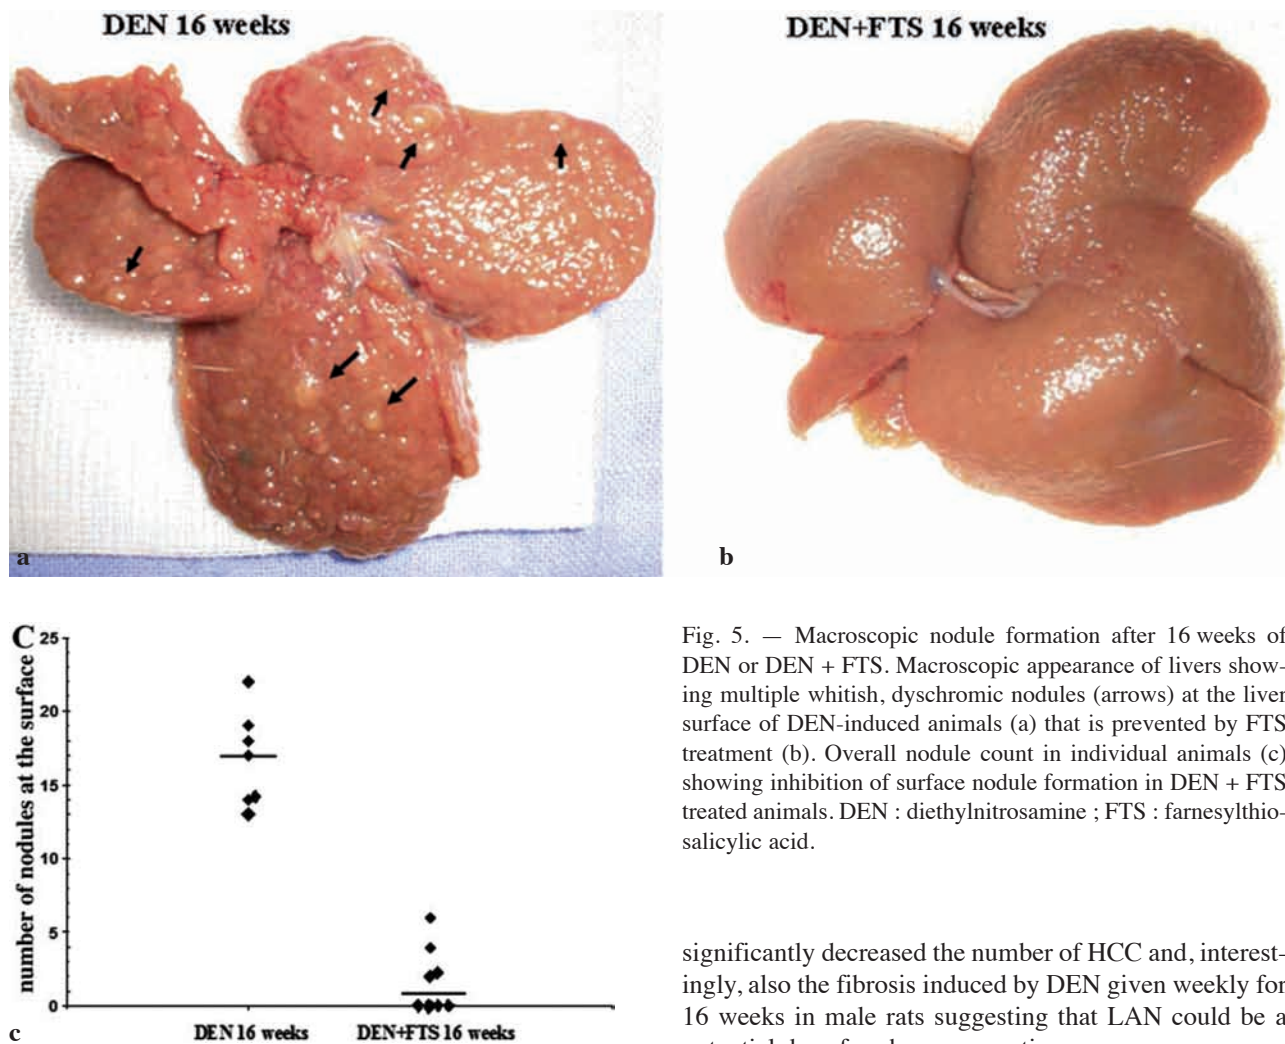 DEN 16 weeks
DEN+FTS 16 weeks
a
b
C
25
20
15
10
5
0
number of nodules at the surface
DEN 16 weeks
DEN+FTS 16 weeks
c
Fig. 5. — Macroscopic nodule formation after 16 weeks of
DEN or DEN + FTS. Macroscopic appearance of livers show-
ing multiple whitish, dyschromic nodules (arrows) at the liver
surface of DEN-induced animals (a) that is prevented by FTS
treatment (b). Overall nodule count in individual animals (c)
showing inhibition of surface nodule formation in DEN + FTS
treated animals. DEN : diethylnitrosamine ; FTS : farnesylthio-
salicylic acid.
significantly decreased the number of HCC and, interest-
ingly, also the fibrosis induced by DEN given weekly for
16 weeks in male rats suggesting that LAN could be a